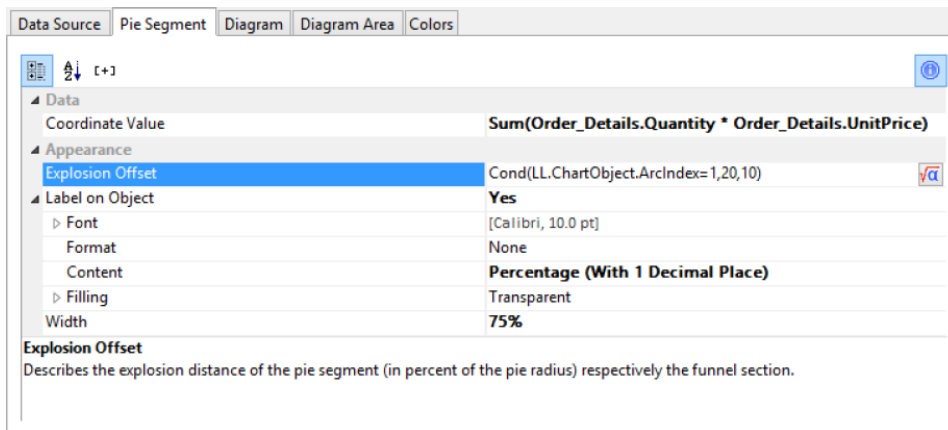 Data Source Pie Segment Diagram Diagram Area Colors
A Z [+]
Data
Coordinate Value Sum(Order_Details.Quantity * Order_Details.UnitPrice)
Appearance
Explosion Offset Cond(LL.ChartObject.ArcIndex=1,20,10) √α
Label on Object Yes
Font [Calibri, 10.0 pt]
Format None
Content Percentage (With 1 Decimal Place)
Filling Transparent
Width 75%
Explosion Offset
Describes the explosion distance of the pie segment (in percent of the pie radius) respectively the funnel section.